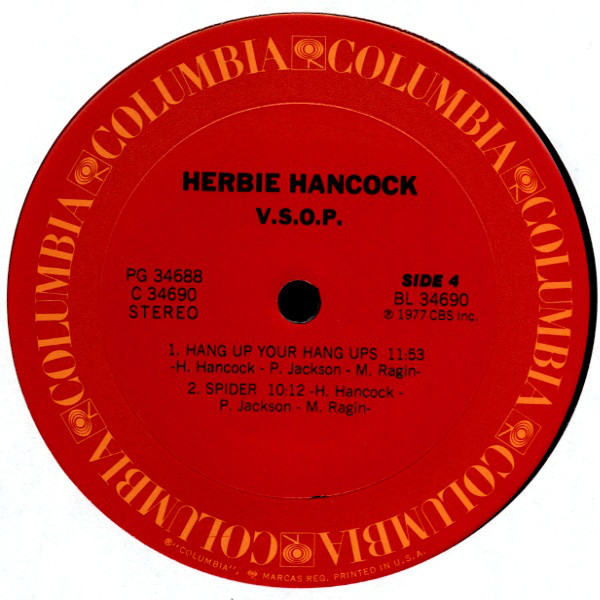 COLUMBIA COLUMBIA COLUMBIA COLUMBIA COLUMBIA COLUMBIA COLUMBIA COLUMBIA
HERBIE HANCOCK
V.S.O.P.
PG 34688
C 34690
STEREO
SIDE 4
BL 34690
℗ 1977 CBS Inc.
1. HANG UP YOUR HANG UPS 11:53
-H. Hancock - P. Jackson - M. Ragin-
2. SPIDER 10:12 -H. Hancock -
P. Jackson - M. Ragin-
®"COLUMBIA", MARCAS REG. PRINTED IN U.S.A.